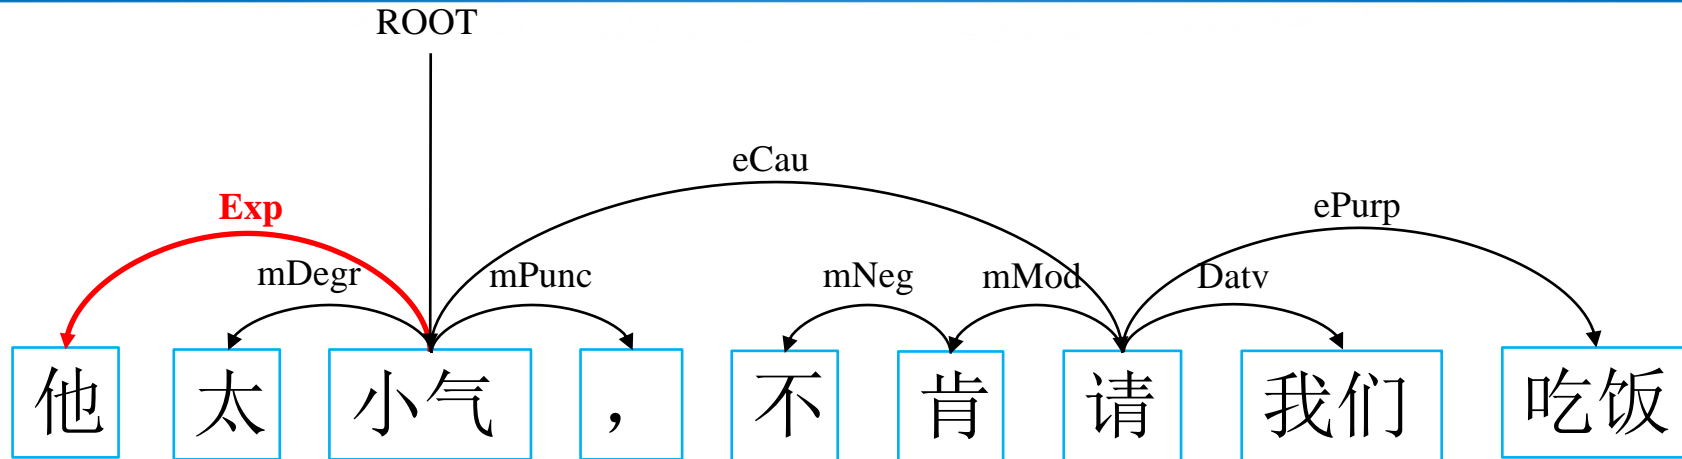 ROOT
eCau
Exp
ePurp
mDegr
mPunc
mNeg
mMod
Datv
他 太 小气 ， 不 肯 请 我们 吃饭